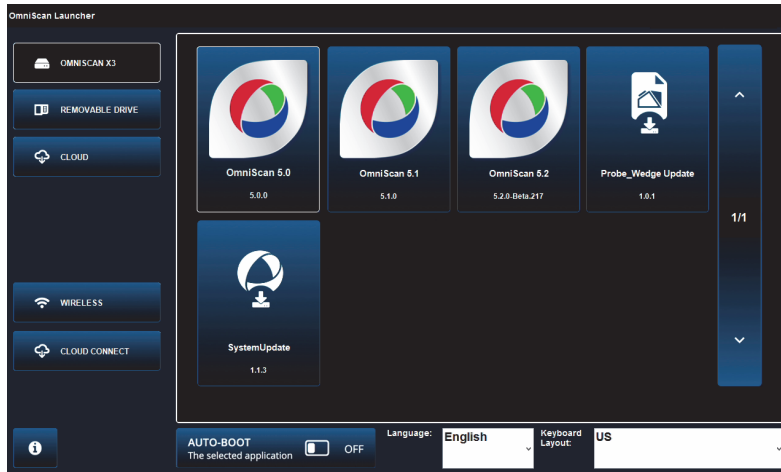 OmniScan Launcher
OMNISCAN X3
REMOVABLE DRIVE
CLOUD
WIRELESS
CLOUD CONNECT
OmniScan 5.0
5.0.0
OmniScan 5.1
5.1.0
OmniScan 5.2
5.2.0-Beta.217
Probe_Wedge Update
1.0.1
1/1
SystemUpdate
1.1.3
AUTO-BOOT
The selected application
OFF
Language:
English
Keyboard
Layout:
US